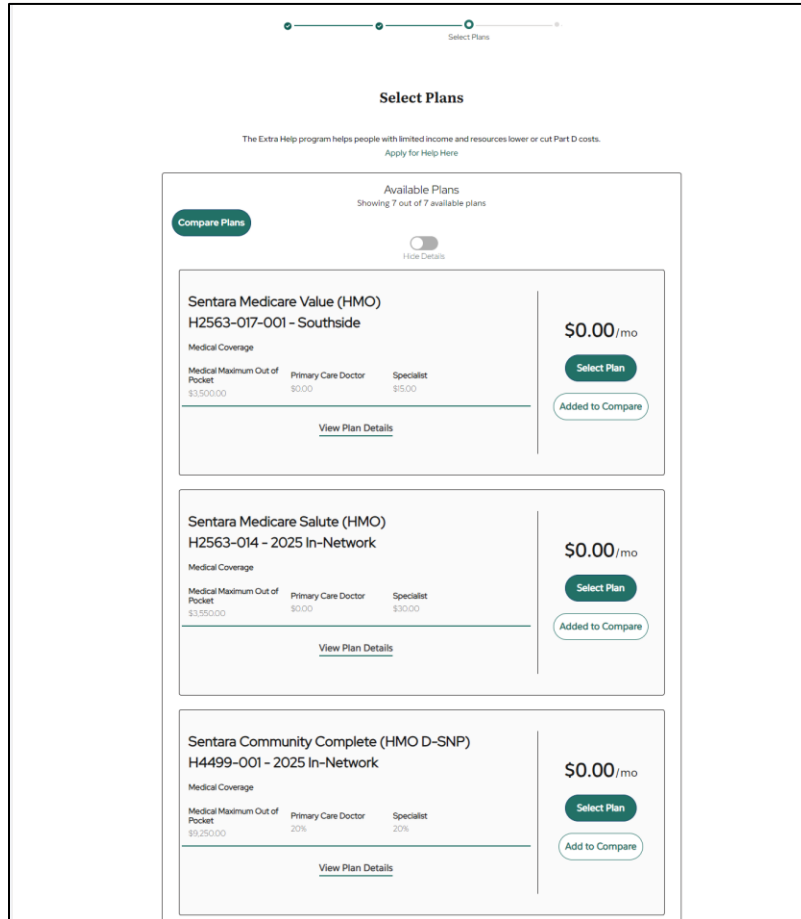 Select Plans
Select Plans
The Extra Help program helps people with limited income and resources lower or cut Part D costs.
Apply for Help Here
Available Plans
Showing 7 out of 7 available plans
Compare Plans
Hide Details
Sentara Medicare Value (HMO)
H2563-017-001 - Southside
Medical Coverage
Medical Maximum Out of Pocket
Primary Care Doctor
Specialist
$3,500.00
$0.00
$15.00
View Plan Details
$0.00/mo
Select Plan
Added to Compare
Sentara Medicare Salute (HMO)
H2563-014 - 2025 In-Network
Medical Coverage
Medical Maximum Out of Pocket
Primary Care Doctor
Specialist
$3,550.00
$0.00
$30.00
View Plan Details
$0.00/mo
Select Plan
Added to Compare
Sentara Community Complete (HMO D-SNP)
H4499-001 - 2025 In-Network
Medical Coverage
Medical Maximum Out of Pocket
Primary Care Doctor
Specialist
$9,250.00
20%
20%
View Plan Details
$0.00/mo
Select Plan
Add to Compare